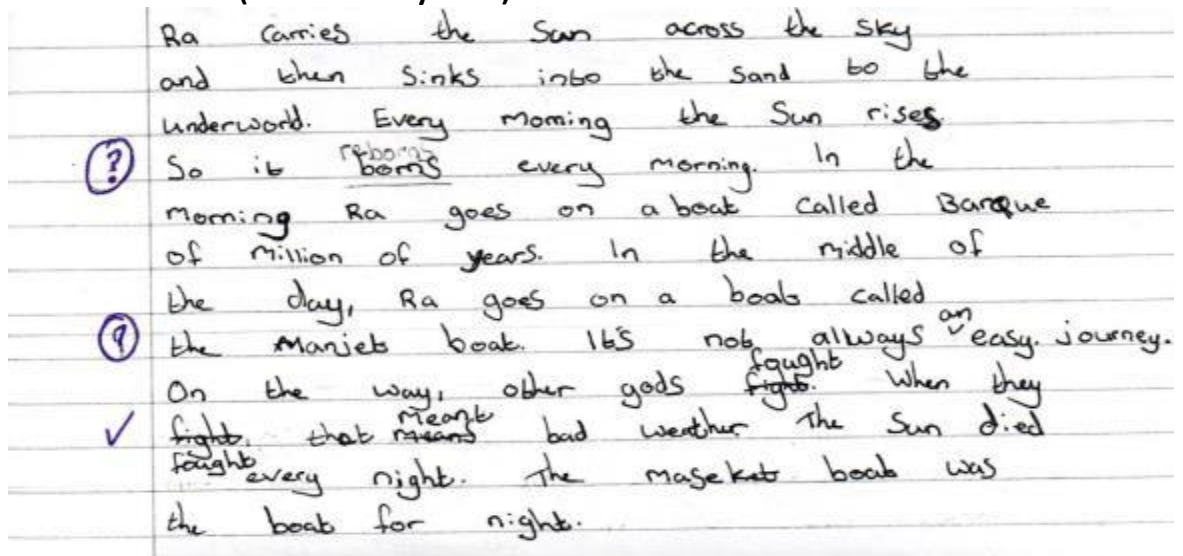 Ra carries the Sun across the sky
and then sinks into the sand to the
underworld. Every morning the Sun rises.
reborns
? So it borns every morning. In the
morning Ra goes on a boat called Barque
of million of years. In the middle of
the day, Ra goes on a boat called
an
? the Manjet boat. It's not allways easy. journey.
fought
On the way, other gods fight. When they
meant
✓ fight, that means bad weather The Sun died
fought every night. The maseket boat was
the boat for night.